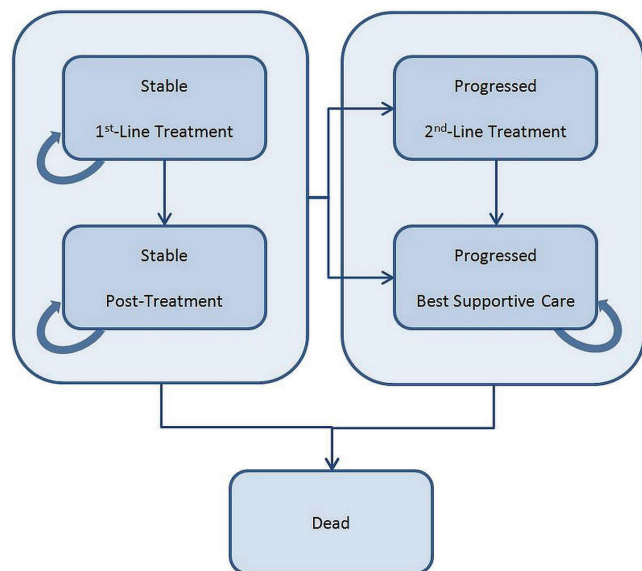 Stable
1st-Line Treatment
Stable
Post-Treatment
Progressed
2nd-Line Treatment
Progressed
Best Supportive Care
Dead